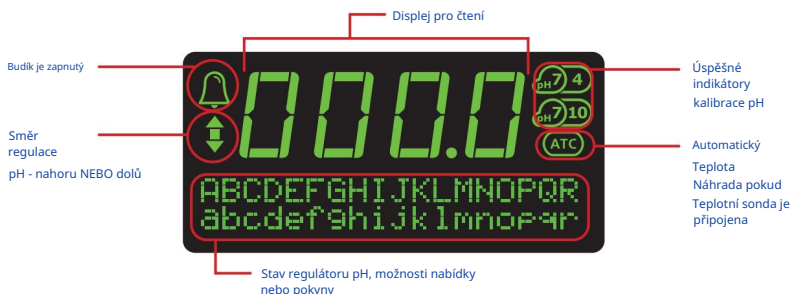 Displej pro čtení
Budík je zapnutý
Směr
regulace
pH - nahoru NEBO dolů
000.0
pH 7 4
pH 7 10
ATC
ABCDEFGHIJKLMNOPQR
abcdefghijklmnopqr
Úspěšné
indikátory
kalibrace pH
Automatický
Teplota
Náhrada pokud
Teplotní sonda je
připojena
Stav regulátoru pH, možnosti nabídky
nebo pokyny